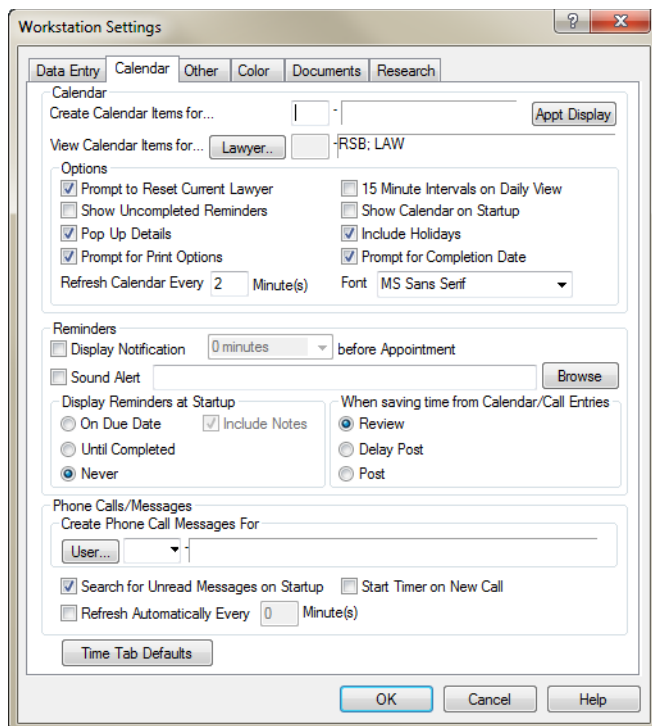 Workstation Settings
? X
Data Entry Calendar Other Color Documents Research
Calendar
Create Calendar Items for... - Appt Display
View Calendar Items for... Lawyer.. -RSB; LAW
Options
Prompt to Reset Current Lawyer 15 Minute Intervals on Daily View
Show Uncompleted Reminders Show Calendar on Startup
Pop Up Details Include Holidays
Prompt for Print Options Prompt for Completion Date
Refresh Calendar Every 2 Minute(s) Font MS Sans Serif
Reminders
Display Notification 0 minutes before Appointment
Sound Alert Browse
Display Reminders at Startup When saving time from Calendar/Call Entries
On Due Date Include Notes Review
Until Completed Delay Post
Never Post
Phone Calls/Messages
Create Phone Call Messages For
User... -
Search for Unread Messages on Startup Start Timer on New Call
Refresh Automatically Every 0 Minute(s)
Time Tab Defaults
OK Cancel Help